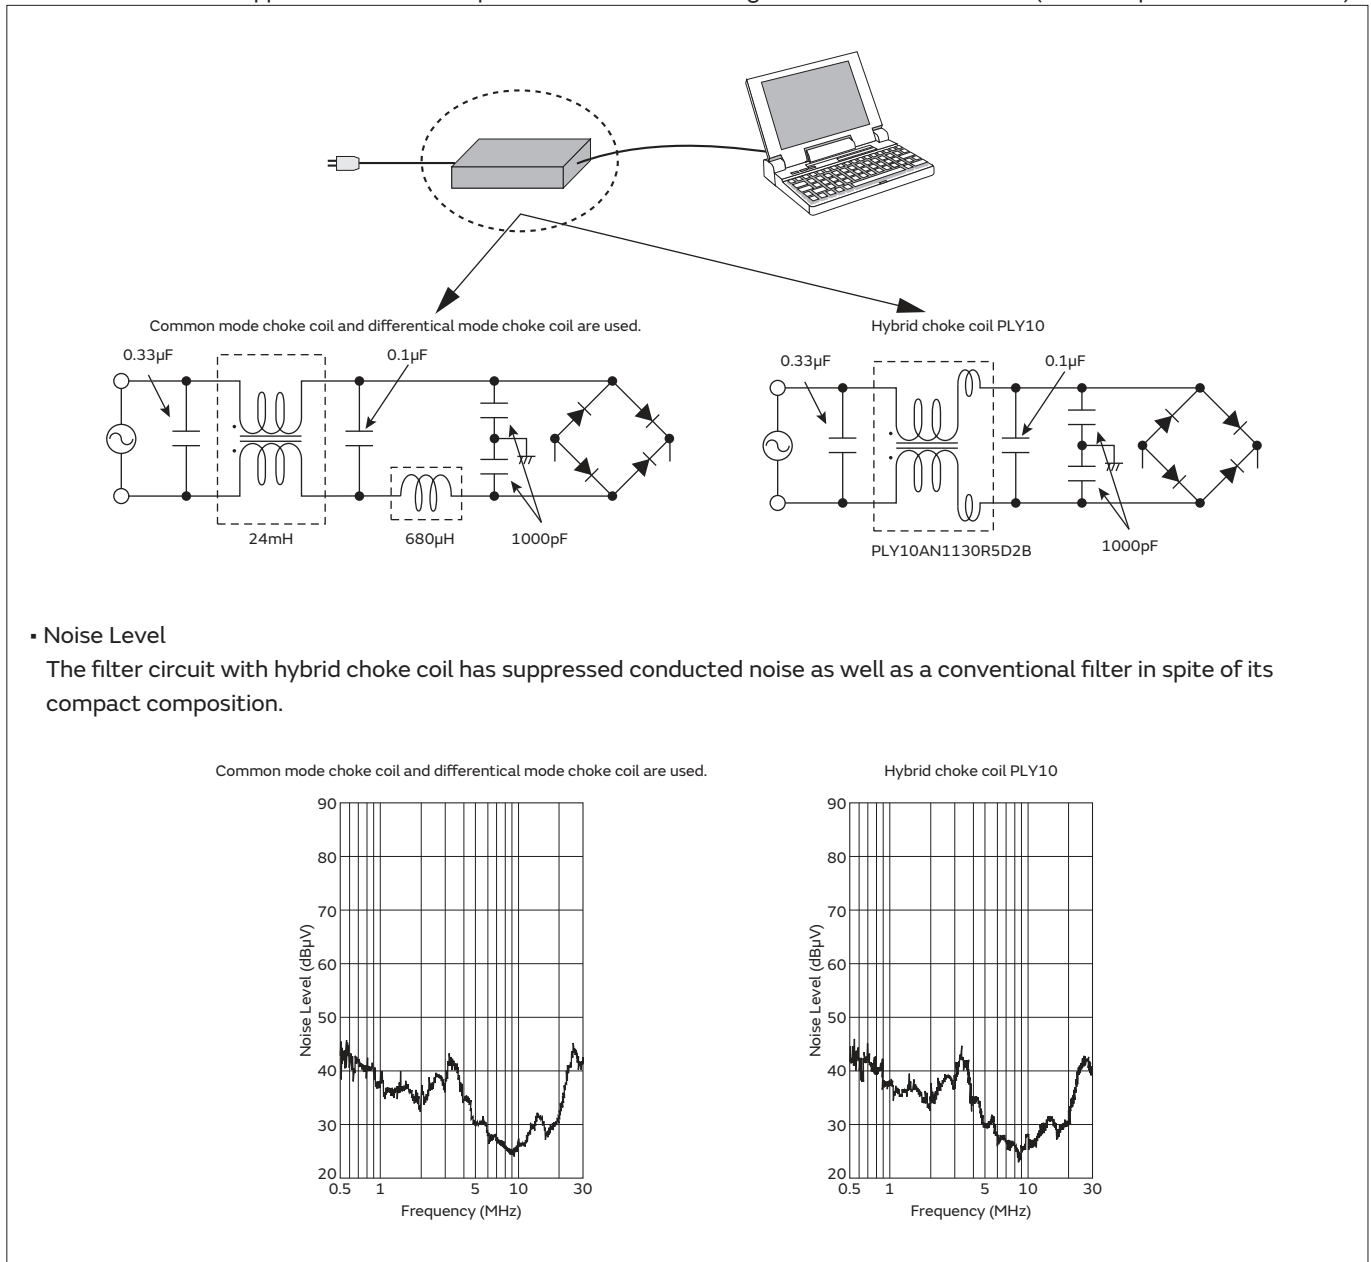 Common mode choke coil and differentical mode choke coil are used.
0.33µF
0.1µF
24mH
680µH
1000pF
Hybrid choke coil PLY10
0.33µF
0.1µF
PLY10AN1130R5D2B
1000pF
▪ Noise Level
The filter circuit with hybrid choke coil has suppressed conducted noise as well as a conventional filter in spite of its
compact composition.
Common mode choke coil and differentical mode choke coil are used.
90
80
70
60
50
40
30
20
Noise Level (dBµV)
0.5 1 5 10 30
Frequency (MHz)
Hybrid choke coil PLY10
90
80
70
60
50
40
30
20
Noise Level (dBµV)
0.5 1 5 10 30
Frequency (MHz)